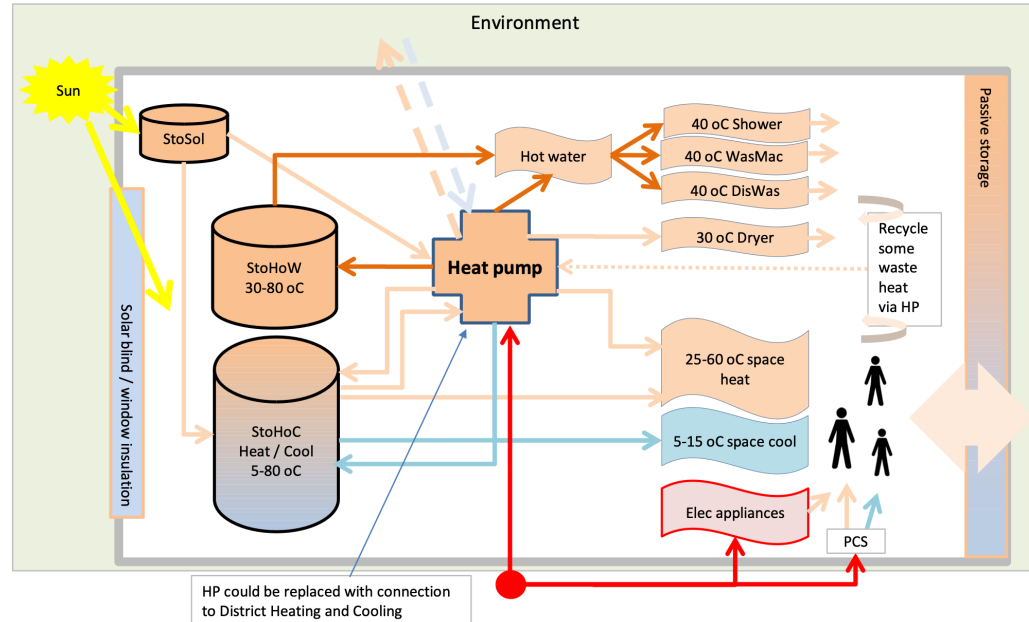 Environment
Sun
StoSol
Hot water
40 oC Shower
40 oC WasMac
40 oC DisWas
30 oC Dryer
Passive storage
Recycle
some
waste
heat
via HP
StoHoW
30-80 oC
Heat pump
Solar blind / window insulation
25-60 oC space
heat
StoHoC
Heat / Cool
5-80 oC
5-15 oC space cool
Elec appliances
PCS
HP could be replaced with connection
to District Heating and Cooling